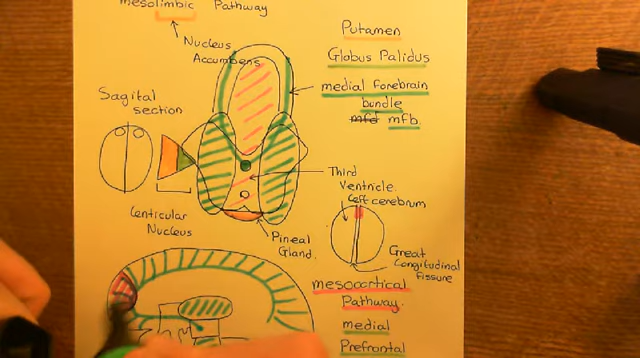 mesolimbic Pathway
Nucleus
Accumbens
Putamen
Globus Palidus
medial forebrain
bundle
mfd mfb
Sagital
section
Third
Ventricle
Left cerebrum
Lenticular
Nucleus
Pineal
Gland
Great
Longitudinal
fissure
mesocortical
Pathway.
medial
Prefrontal